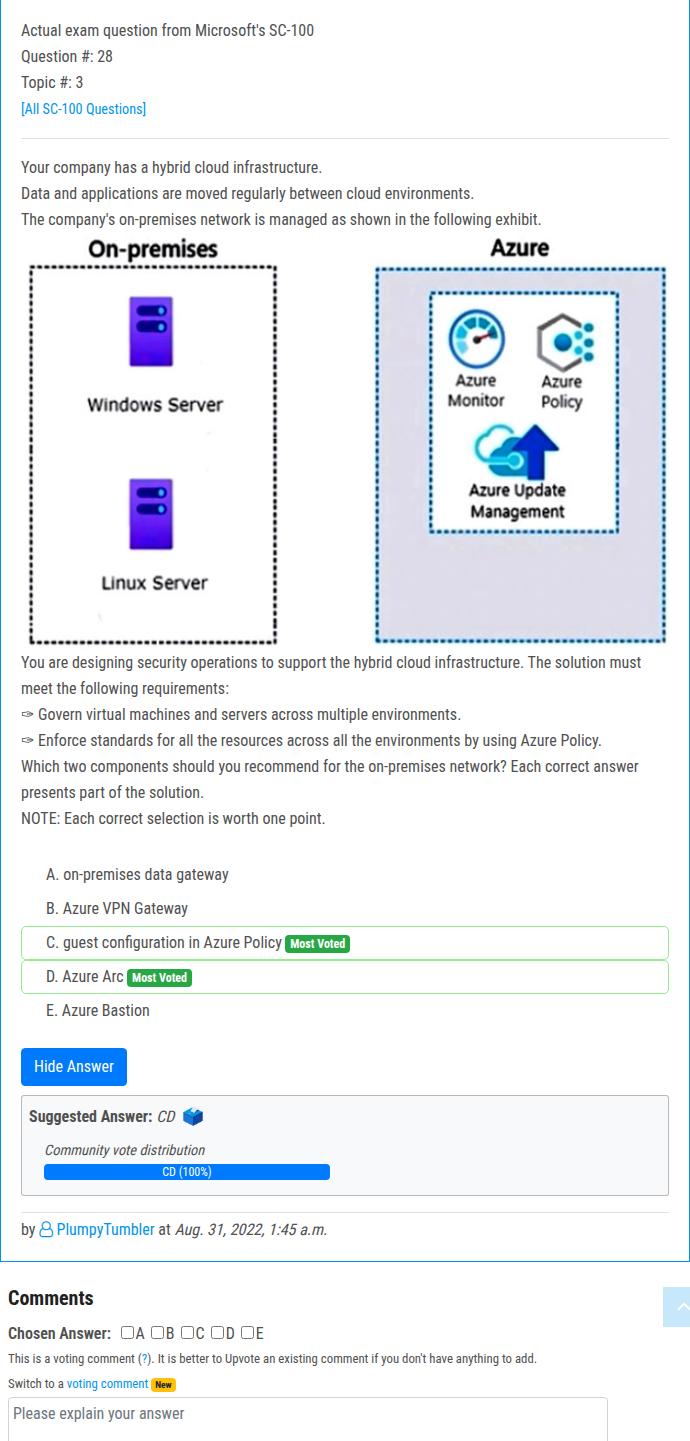 Actual exam question from Microsoft's SC-100
Question #: 28
Topic #: 3
[All SC-100 Questions]
Your company has a hybrid cloud infrastructure.
Data and applications are moved regularly between cloud environments.
The company's on-premises network is managed as shown in the following exhibit.
On-premises
Windows Server
Linux Server
Azure
Azure Monitor
Azure Policy
Azure Update
Management
You are designing security operations to support the hybrid cloud infrastructure. The solution must
meet the following requirements:
✑ Govern virtual machines and servers across multiple environments.
✑ Enforce standards for all the resources across all the environments by using Azure Policy.
Which two components should you recommend for the on-premises network? Each correct answer
presents part of the solution.
NOTE: Each correct selection is worth one point.
A. on-premises data gateway
B. Azure VPN Gateway
C. guest configuration in Azure Policy Most Voted
D. Azure Arc Most Voted
E. Azure Bastion
Hide Answer
Suggested Answer: CD
Community vote distribution
CD (100%)
by PlumpyTumbler at Aug. 31, 2022, 1:45 a.m.
Comments
Chosen Answer: A B C D E
This is a voting comment (?). It is better to Upvote an existing comment if you don't have anything to add.
Switch to a voting comment New
Please explain your answer